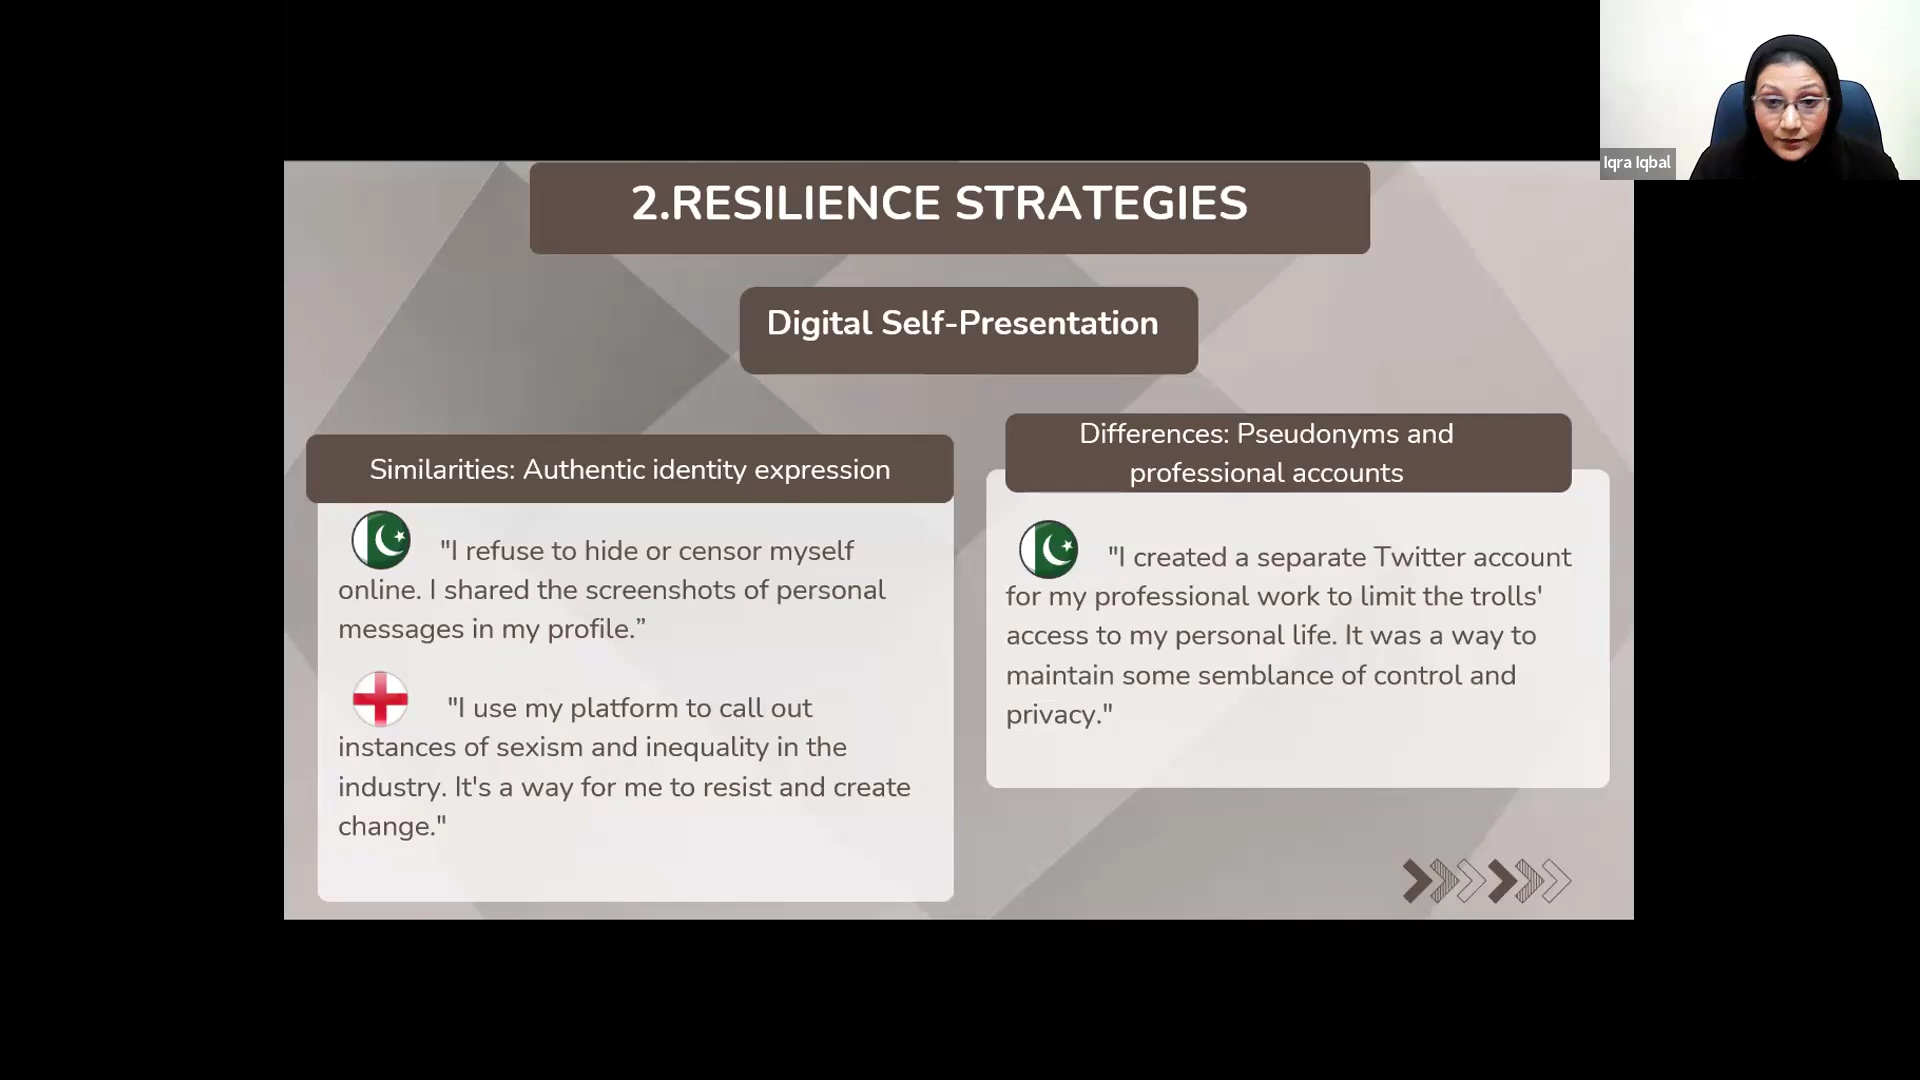 Iqra Iqbal
2.RESILIENCE STRATEGIES
Digital Self-Presentation
Similarities: Authentic identity expression
"I refuse to hide or censor myself
online. I shared the screenshots of personal
messages in my profile.”
"I use my platform to call out
instances of sexism and inequality in the
industry. It's a way for me to resist and create
change."
Differences: Pseudonyms and
professional accounts
"I created a separate Twitter account
for my professional work to limit the trolls'
access to my personal life. It was a way to
maintain some semblance of control and
privacy."